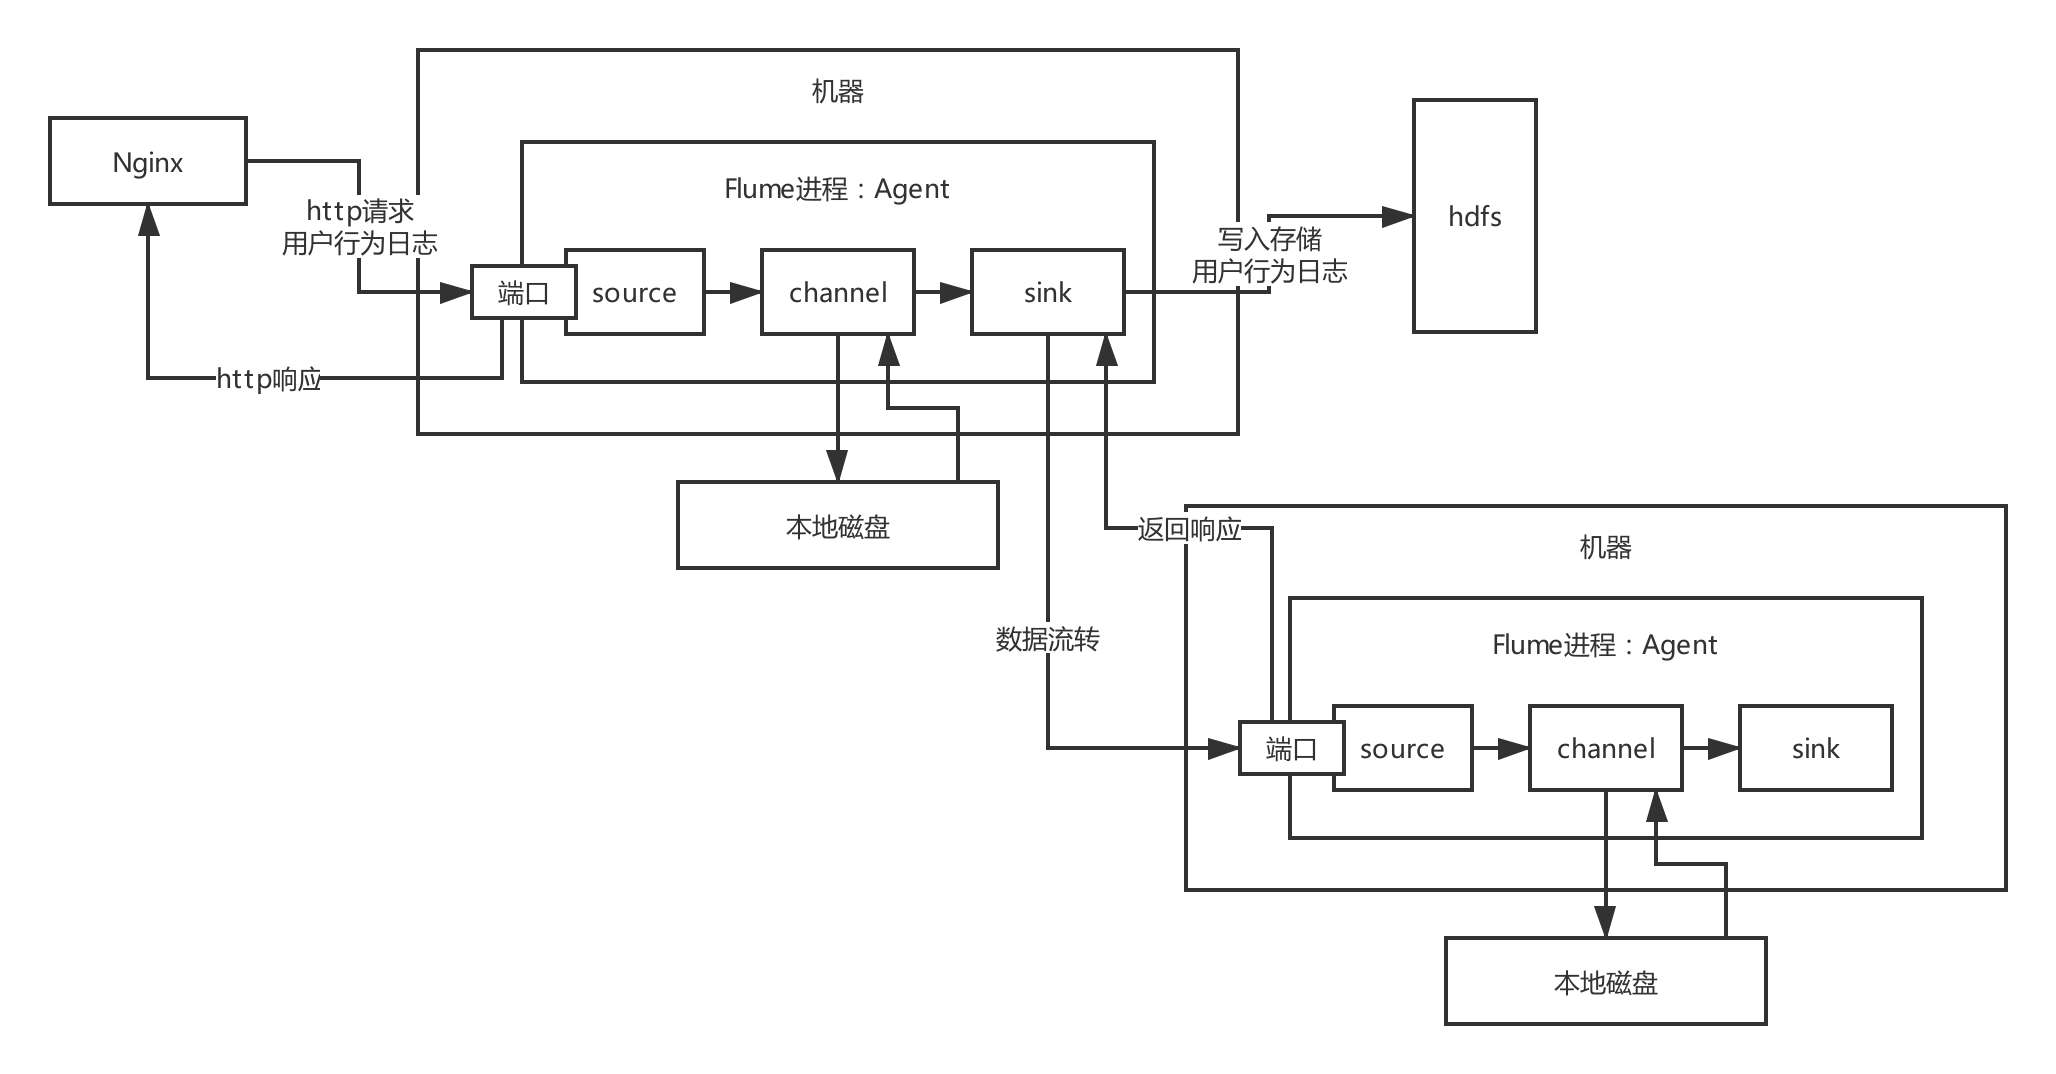 机器
Nginx
Flume进程：Agent
http请求
用户行为日志
端口
source
channel
sink
写入存储
用户行为日志
hdfs
http响应
本地磁盘
返回响应
机器
数据流转
Flume进程：Agent
端口
source
channel
sink
本地磁盘